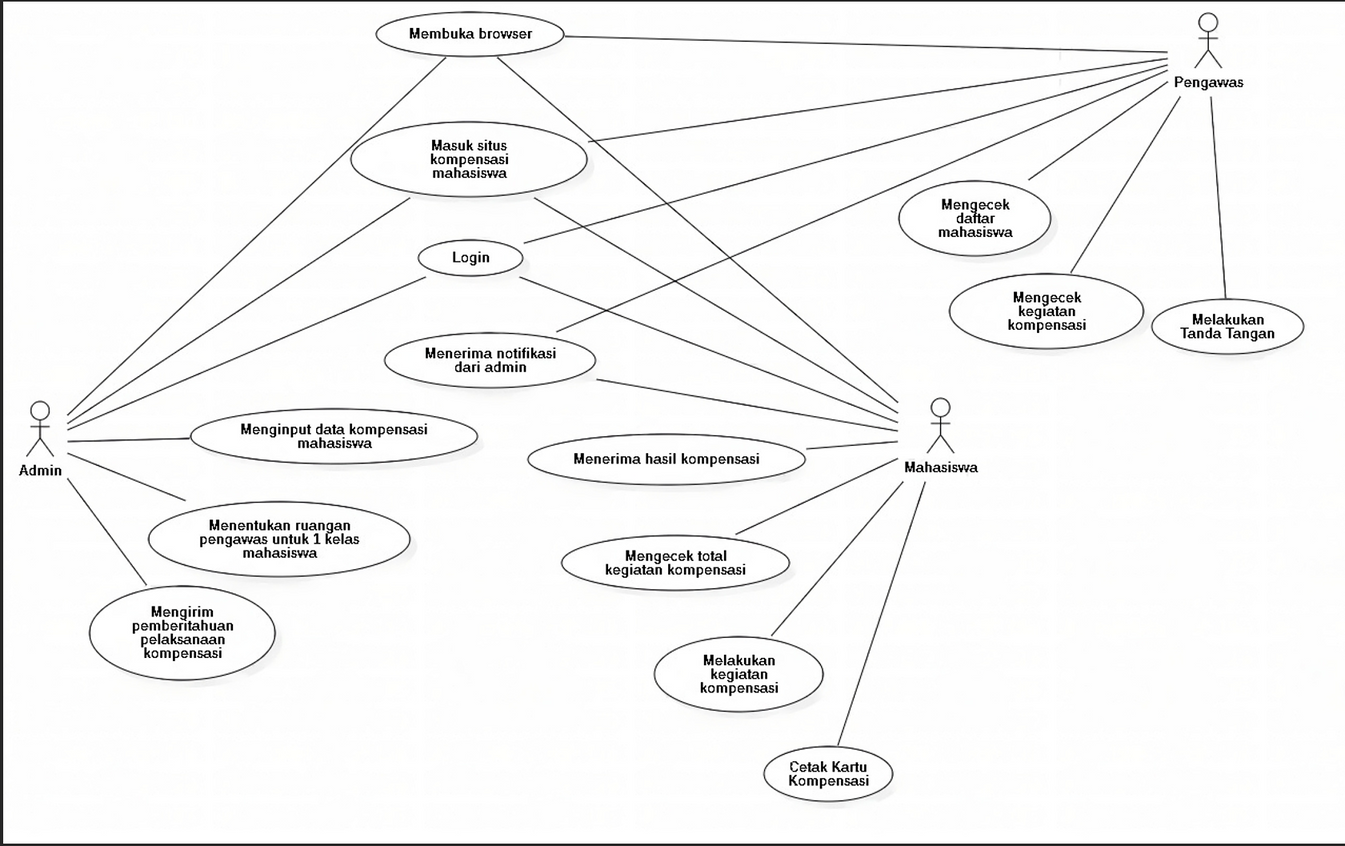 Membuka browser
Pengawas
Masuk situs
kompensasi
mahasiswa
Mengecek
daftar
mahasiswa
Login
Mengecek
kegiatan
kompensasi
Melakukan
Tanda Tangan
Menerima notifikasi
dari admin
Admin
Menginput data kompensasi
mahasiswa
Menerima hasil kompensasi
Mahasiswa
Menentukan ruangan
pengawas untuk 1 kelas
mahasiswa
Mengecek total
kegiatan kompensasi
Mengirim
pemberitahuan
pelaksanaan
kompensasi
Melakukan
kegiatan
kompensasi
Cetak Kartu
Kompensasi